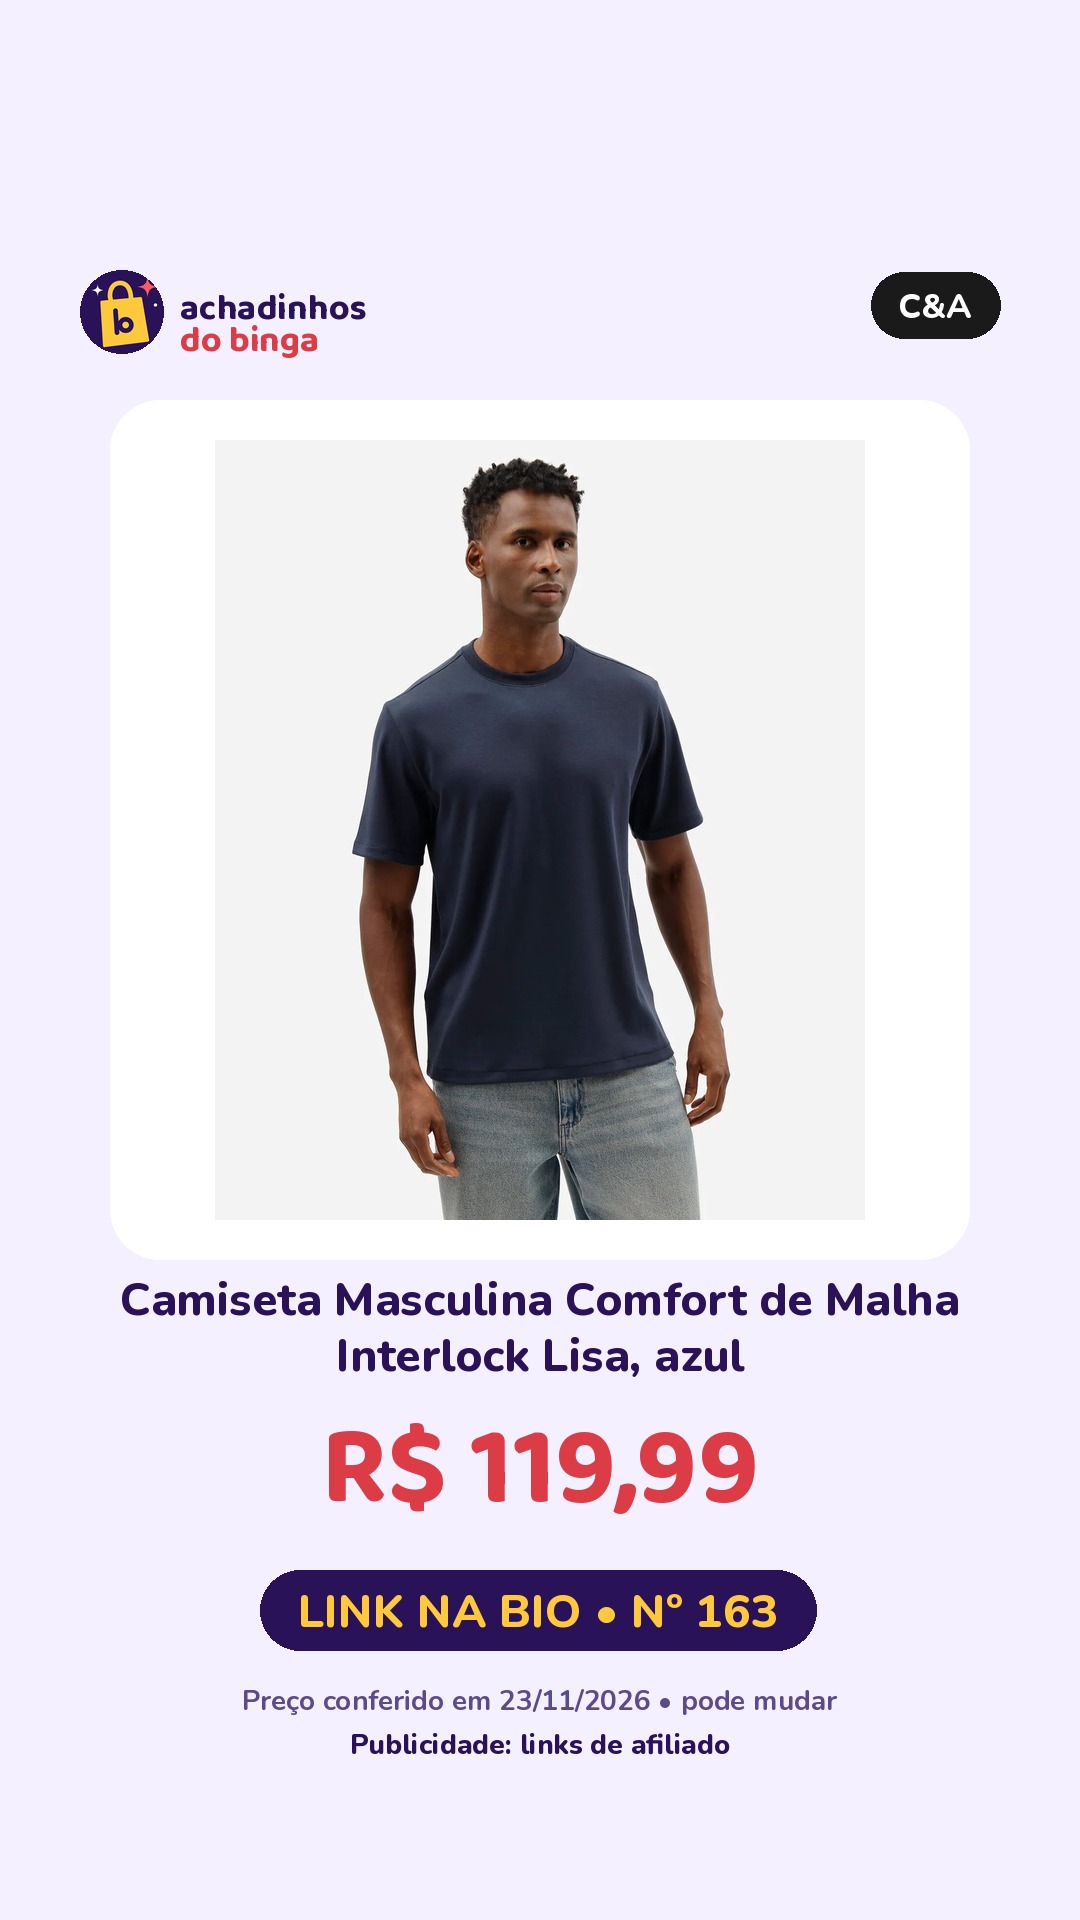 b
achadinhos
do binga
C&A
Camiseta Masculina Comfort de Malha
Interlock Lisa, azul
R$ 119,99
LINK NA BIO • Nº 163
Preço conferido em 23/11/2026 • pode mudar
Publicidade: links de afiliado